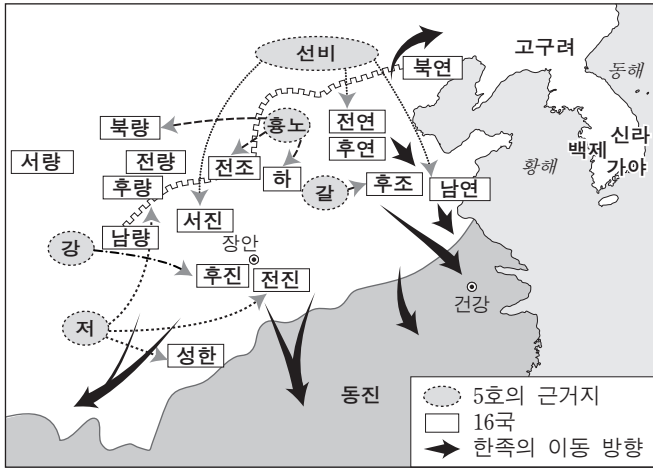 선비
고구려
동해
북연
북량
흉노
전연
후연
신라
백제
가야
황해
서량
전량
전조
하
갈
후조
남연
후량
서진
남량
강
장안
후진
전진
건강
저
성한
동진
5호의 근거지
16국
한족의 이동 방향